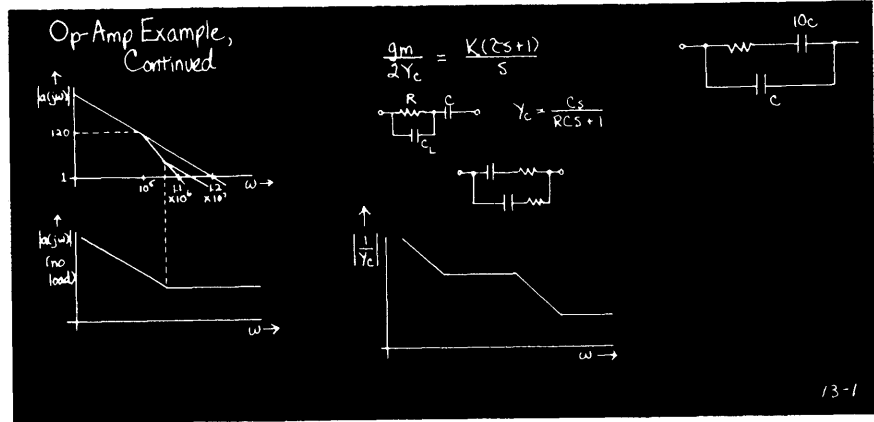 Op-Amp Example,
Continued
|a(jω)|
120
1
10⁵
1.1
×10⁶
1.2
×10⁷
ω →
|a(jω)|
(no
load)
ω →
gm/2Yc = K(τs+1)/S
R
C
C_L
Yc = Cs/RCS+1
|1/Yc|
ω →
10C
C
13-1